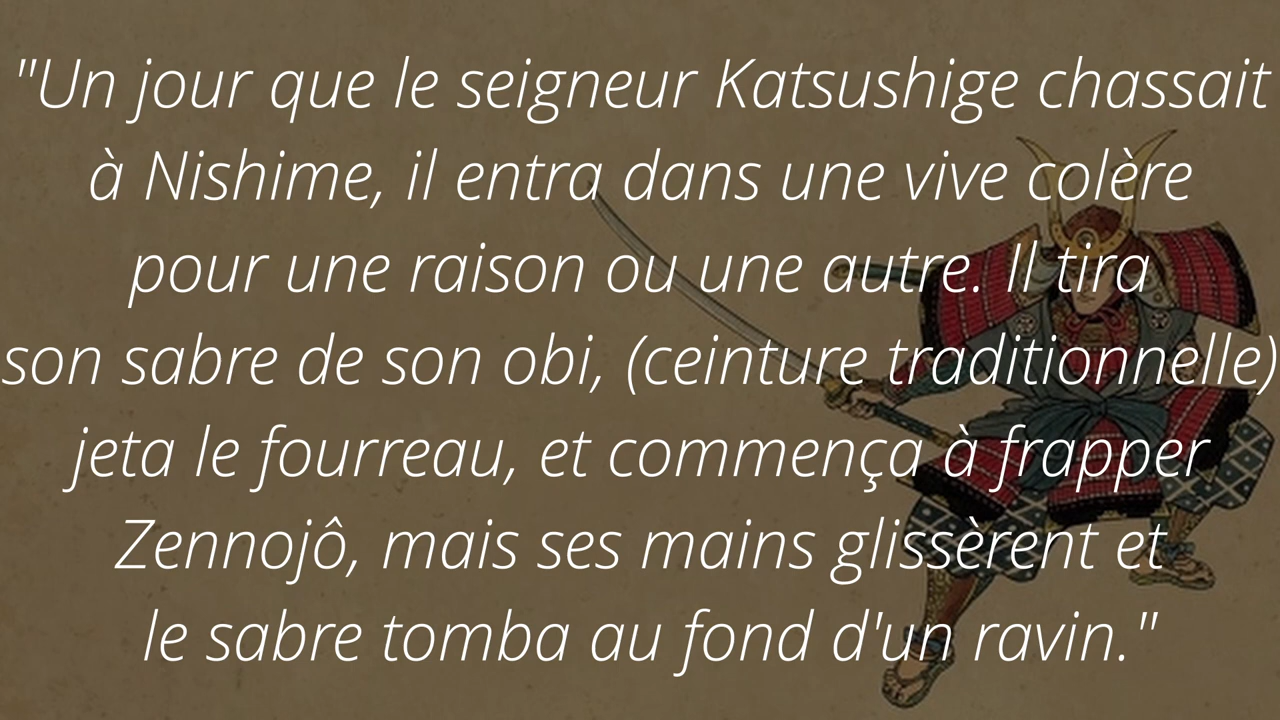 "Un jour que le seigneur Katsushige chassait
à Nishime, il entra dans une vive colère
pour une raison ou une autre. Il tira
son sabre de son obi, (ceinture traditionnelle)
jeta le fourreau, et commença à frapper
Zennojô, mais ses mains glissèrent et
le sabre tomba au fond d'un ravin."